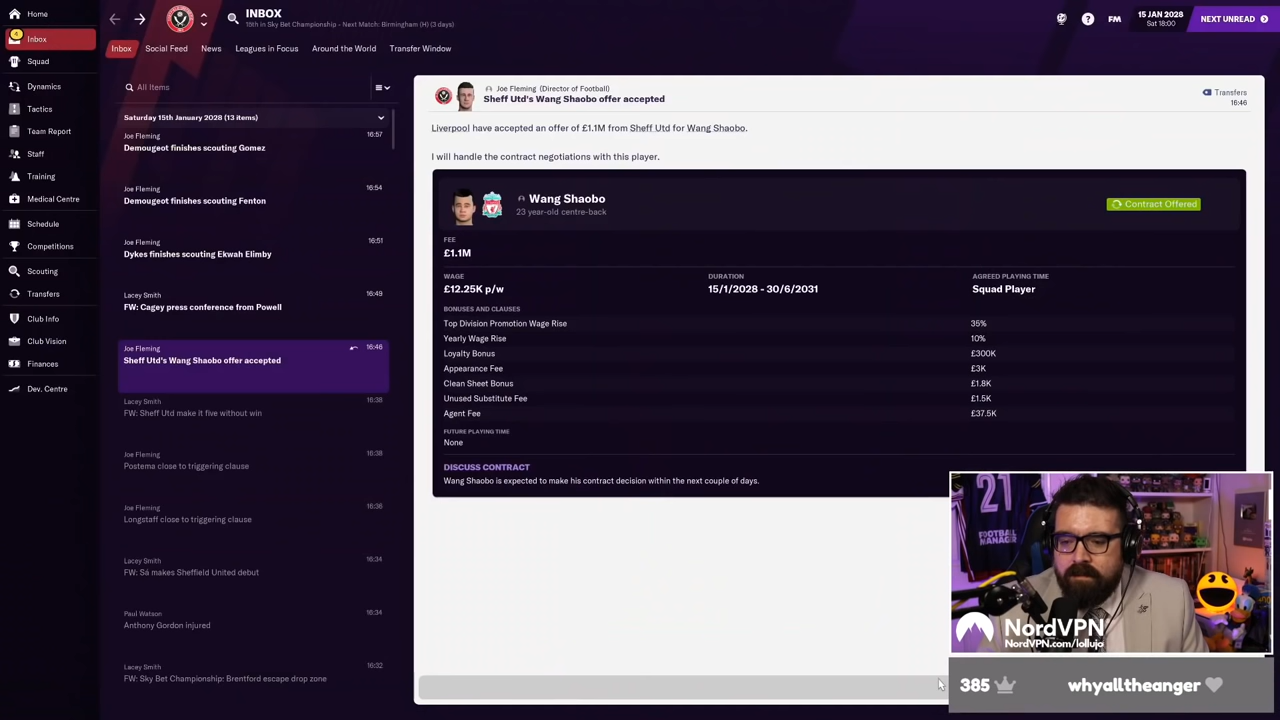 Home
4
Inbox
Squad
Dynamics
Tactics
Team Report
Staff
Training
Medical Centre
Schedule
Competitions
Scouting
Transfers
Club Info
Club Vision
Finances
Dev. Centre
INBOX
15th in Sky Bet Championship - Next Match: Birmingham (H) (3 days)
FM
15 JAN 2028
Sat 18:00
NEXT UNREAD
Inbox
Social Feed
News
Leagues in Focus
Around the World
Transfer Window
All Items
Saturday 15th January 2028 (13 items)
Joe Fleming 16:57
Demougeot finishes scouting Gomez
Joe Fleming 16:54
Demougeot finishes scouting Fenton
Joe Fleming 16:51
Dykes finishes scouting Ekwah Elimby
Lacey Smith 16:49
FW: Cagey press conference from Powell
Joe Fleming 16:46
Sheff Utd's Wang Shaobo offer accepted
Lacey Smith 16:38
FW: Sheff Utd make it five without win
Joe Fleming 16:38
Postema close to triggering clause
Joe Fleming 16:36
Longstaff close to triggering clause
Lacey Smith 16:34
FW: Sá makes Sheffield United debut
Paul Watson 16:34
Anthony Gordon injured
Lacey Smith 16:32
FW: Sky Bet Championship: Brentford escape drop zone
Joe Fleming (Director of Football)
Sheff Utd's Wang Shaobo offer accepted
Transfers
16:46
Liverpool have accepted an offer of £1.1M from Sheff Utd for Wang Shaobo.
I will handle the contract negotiations with this player.
Wang Shaobo
23 year-old centre-back
Contract Offered
FEE
£1.1M
WAGE DURATION AGREED PLAYING TIME
£12.25K p/w 15/1/2028 - 30/6/2031 Squad Player
BONUSES AND CLAUSES
Top Division Promotion Wage Rise 35%
Yearly Wage Rise 10%
Loyalty Bonus £300K
Appearance Fee £3K
Clean Sheet Bonus £1.8K
Unused Substitute Fee £1.5K
Agent Fee £37.5K
FUTURE PLAYING TIME
None
DISCUSS CONTRACT
Wang Shaobo is expected to make his contract decision within the next couple of days.
21
FOOTBALL
MANAGER
NordVPN
NordVPN.com/lollujo
385
whyalltheanger